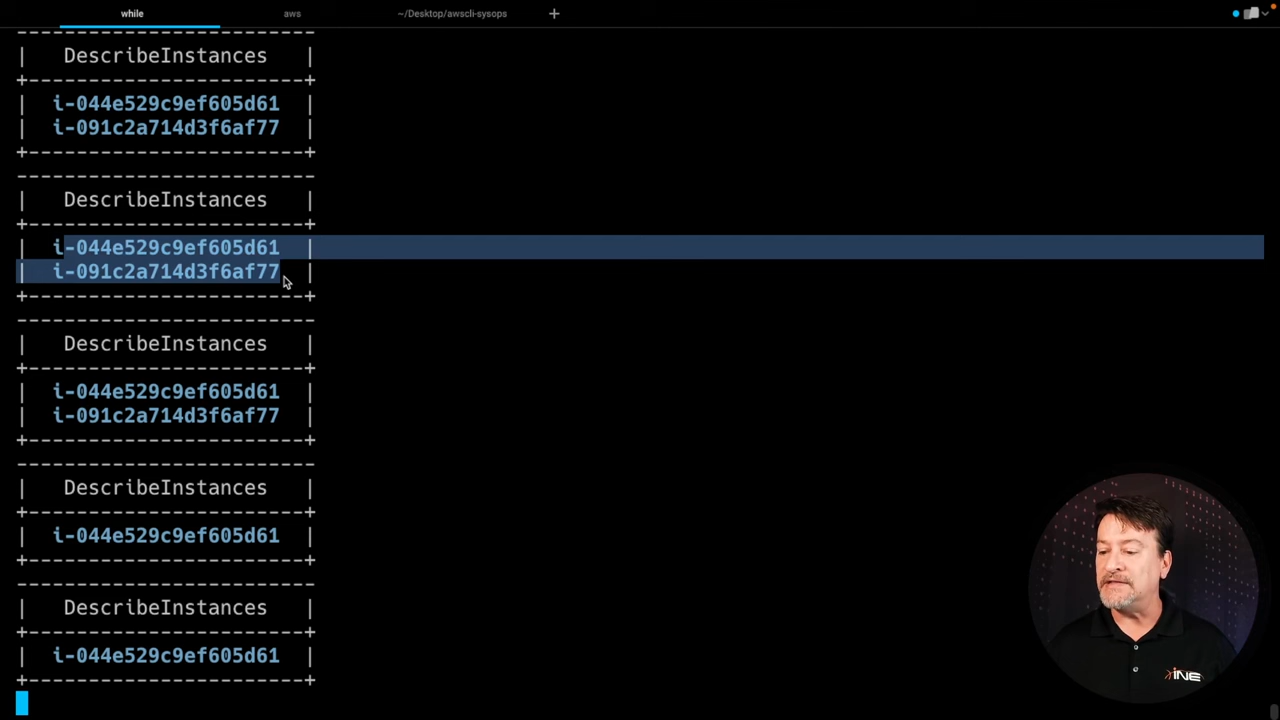 while aws ~/Desktop/awscli-sysops +
-------------------------
| DescribeInstances |
+-----------------------+
| i-044e529c9ef605d61 |
| i-091c2a714d3f6af77 |
+-----------------------+
-------------------------
| DescribeInstances |
+-----------------------+
| i-044e529c9ef605d61 |
| i-091c2a714d3f6af77 |
+-----------------------+
-------------------------
| DescribeInstances |
+-----------------------+
| i-044e529c9ef605d61 |
| i-091c2a714d3f6af77 |
+-----------------------+
-------------------------
| DescribeInstances |
+-----------------------+
| i-044e529c9ef605d61 |
+-----------------------+
-------------------------
| DescribeInstances |
+-----------------------+
| i-044e529c9ef605d61 |
+-----------------------+
INE